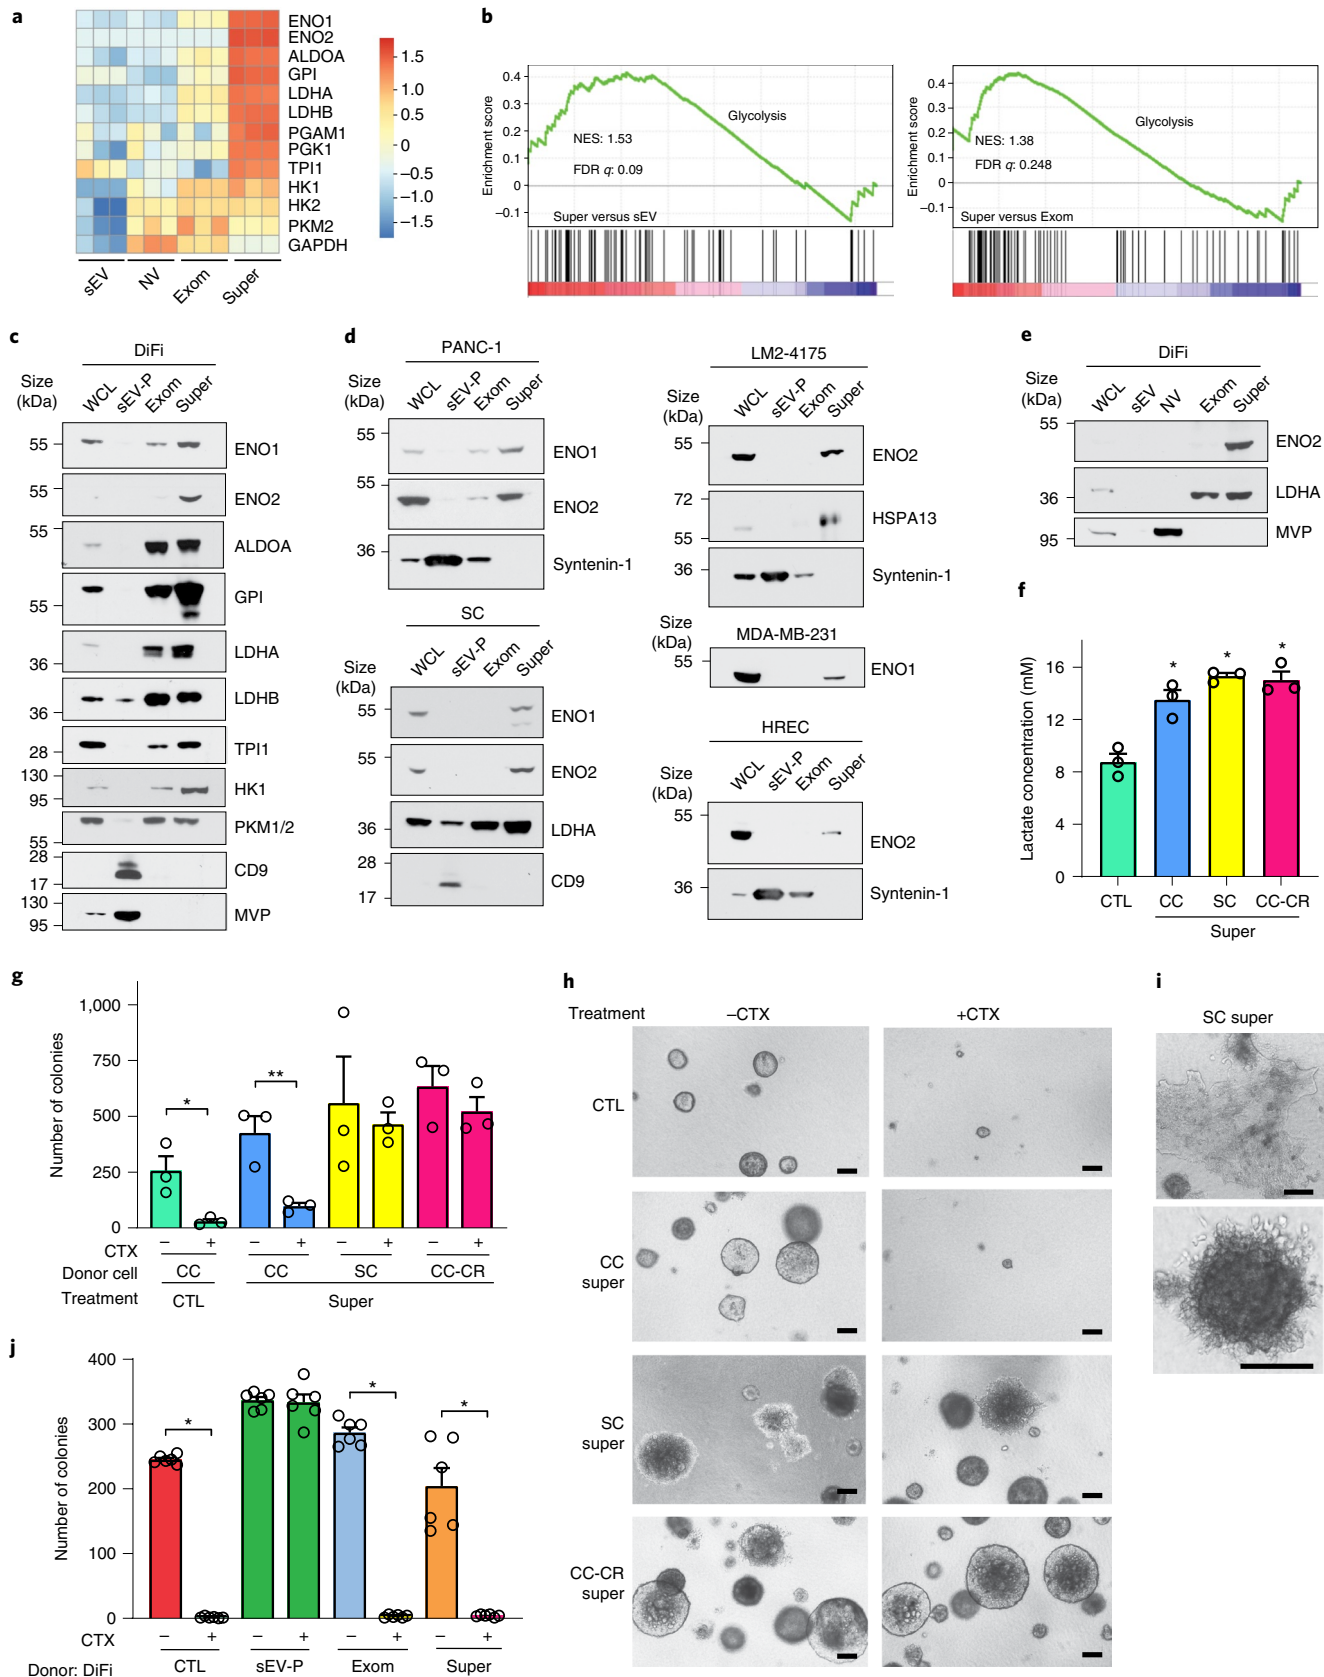 a
ENO1
ENO2
ALDOA
GPI
LDHA
LDHB
PGAM1
PGK1
TPI1
HK1
HK2
PKM2
GAPDH
1.5
1.0
0.5
0
−0.5
−1.0
−1.5
sEV NV Exom Super
b
Enrichment score
0.4
0.3
0.2
0.1
0
−0.1
Glycolysis
NES: 1.53
FDR q: 0.09
Super versus sEV
Enrichment score
0.4
0.3
0.2
0.1
0
−0.1
Glycolysis
NES: 1.38
FDR q: 0.248
Super versus Exom
c
DiFi
Size
(kDa)
WCL sEV-P Exom Super
55 ENO1
55 ENO2
55 ALDOA
55 GPI
36 LDHA
36 LDHB
28 TPI1
130
95 HK1
55 PKM1/2
28
17 CD9
130
95 MVP
d
PANC-1
Size
(kDa)
WCL sEV-P Exom Super
55 ENO1
55 ENO2
36 Syntenin-1
SC
Size
(kDa)
WCL sEV-P Exom Super
55 ENO1
55 ENO2
36 LDHA
28
17 CD9
LM2-4175
Size
(kDa)
WCL sEV-P Exom Super
55 ENO2
72
55 HSPA13
36 Syntenin-1
Size
(kDa)
MDA-MB-231
55 ENO1
HREC
Size
(kDa)
WCL sEV-P Exom Super
55 ENO2
36 Syntenin-1
e
DiFi
Size
(kDa)
WCL sEV NV Exom Super
55 ENO2
36 LDHA
95 MVP
f
Lactate concentration (mM)
16
12
8
4
0
* * *
CTL CC SC CC-CR
Super
g
Number of colonies
1,000
750
500
250
0
* **
CTX − + − + − + − +
Donor cell CC CC SC CC-CR
Treatment CTL Super
h
Treatment −CTX +CTX
CTL
CC
super
SC
super
CC-CR
super
i
SC super
j
Number of colonies
400
300
200
100
0
* * *
CTX − + − + − + − +
Donor: DiFi CTL sEV-P Exom Super